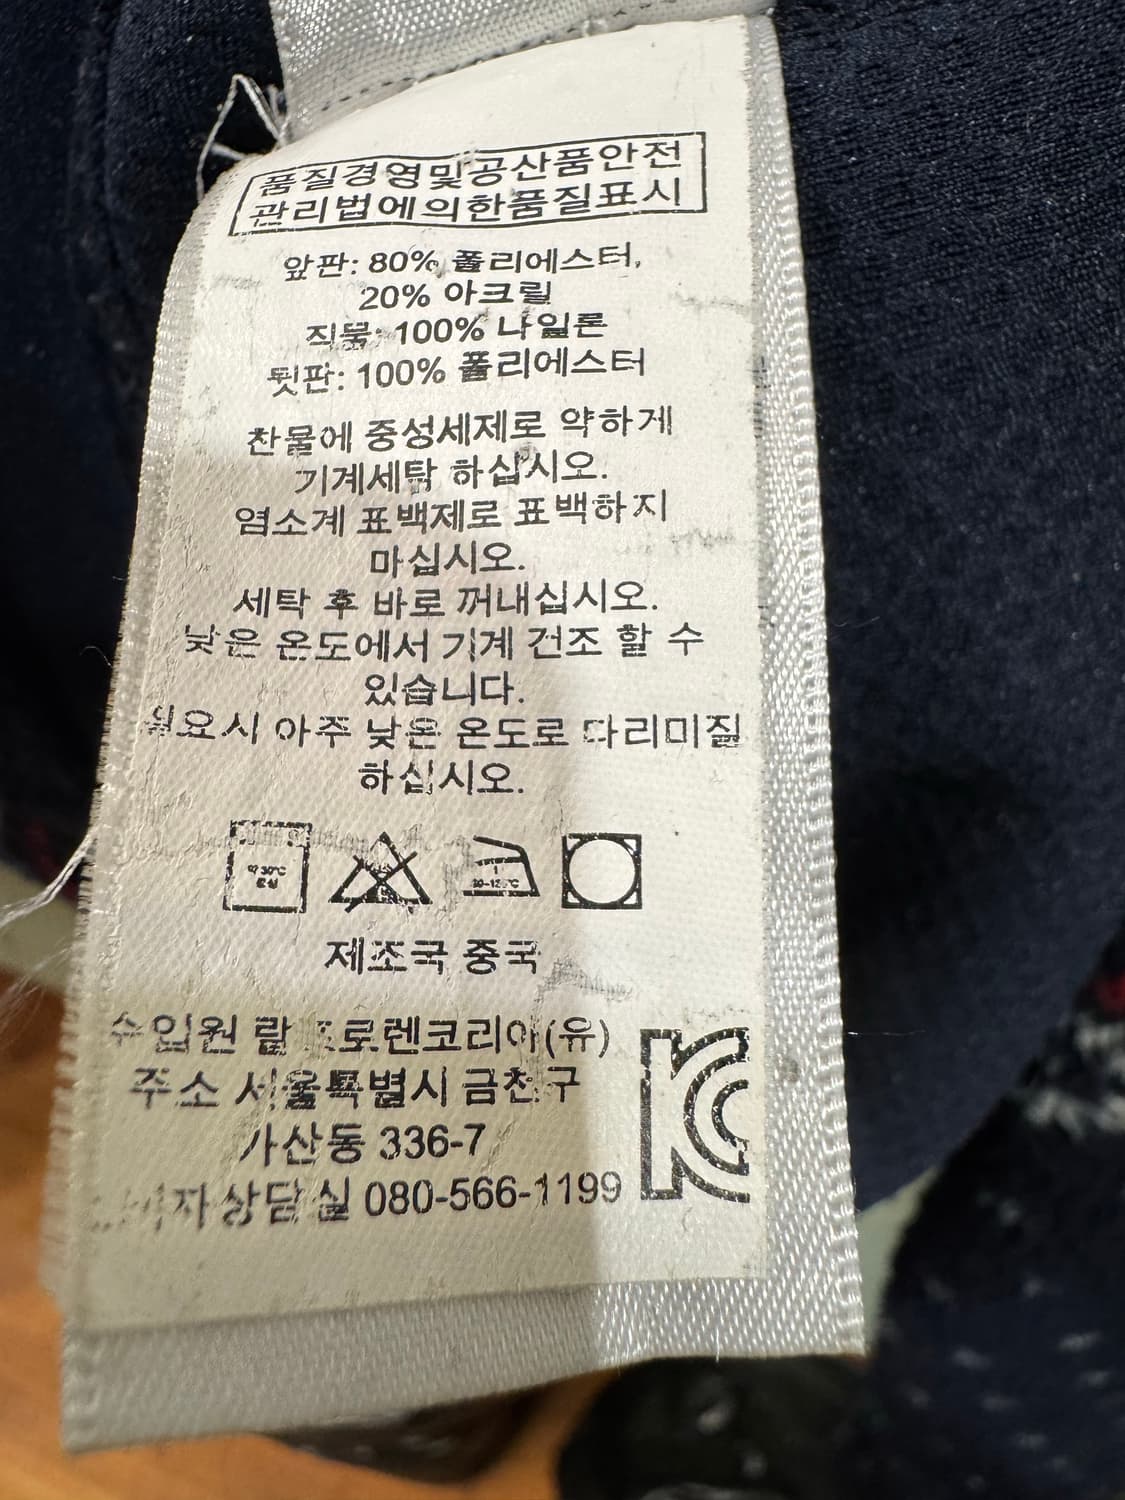 품질경영및공산품안전
관리법에의한품질표시
앞판: 80% 폴리에스터,
20% 아크릴
직물: 100% 나일론
뒷판: 100% 폴리에스터
찬물에 중성세제로 약하게
기계세탁 하십시오.
염소계 표백제로 표백하지
마십시오.
세탁 후 바로 꺼내십시오.
낮은 온도에서 기계 건조 할 수
있습니다.
필요시 아주 낮은 온도로 다리미질
하십시오.
약 30℃
중성
제조국 중국
수입원 랄프로렌코리아(유)
주소 서울특별시 금천구
가산동 336-7
소비자상담실 080-566-1199